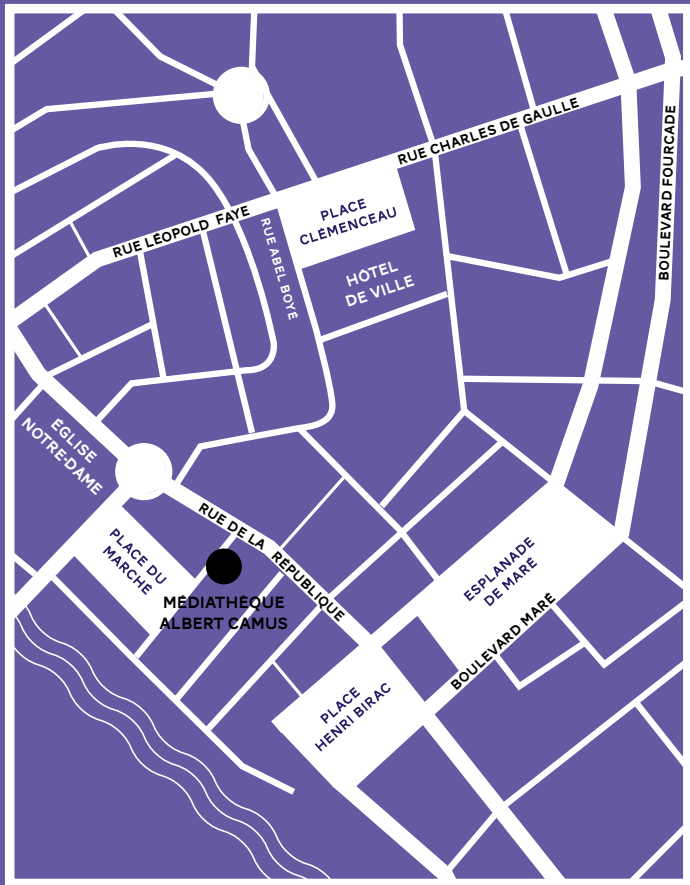 RUE CHARLES DE GAULLE
BOULEVARD FOURCADE
PLACE
CLÉMENCEAU
RUE LÉOPOLD FAYE
RUE ABEL BOYÉ
HÔTEL
DE VILLE
EGLISE
NOTRE-DAME
RUE DE LA RÉPUBLIQUE
PLACE DU
MARCHÉ
ESPLANADE
DE MARÉ
MÉDIATHÈQUE
ALBERT CAMUS
BOULEVARD MARÉ
PLACE
HENRI BIRAC